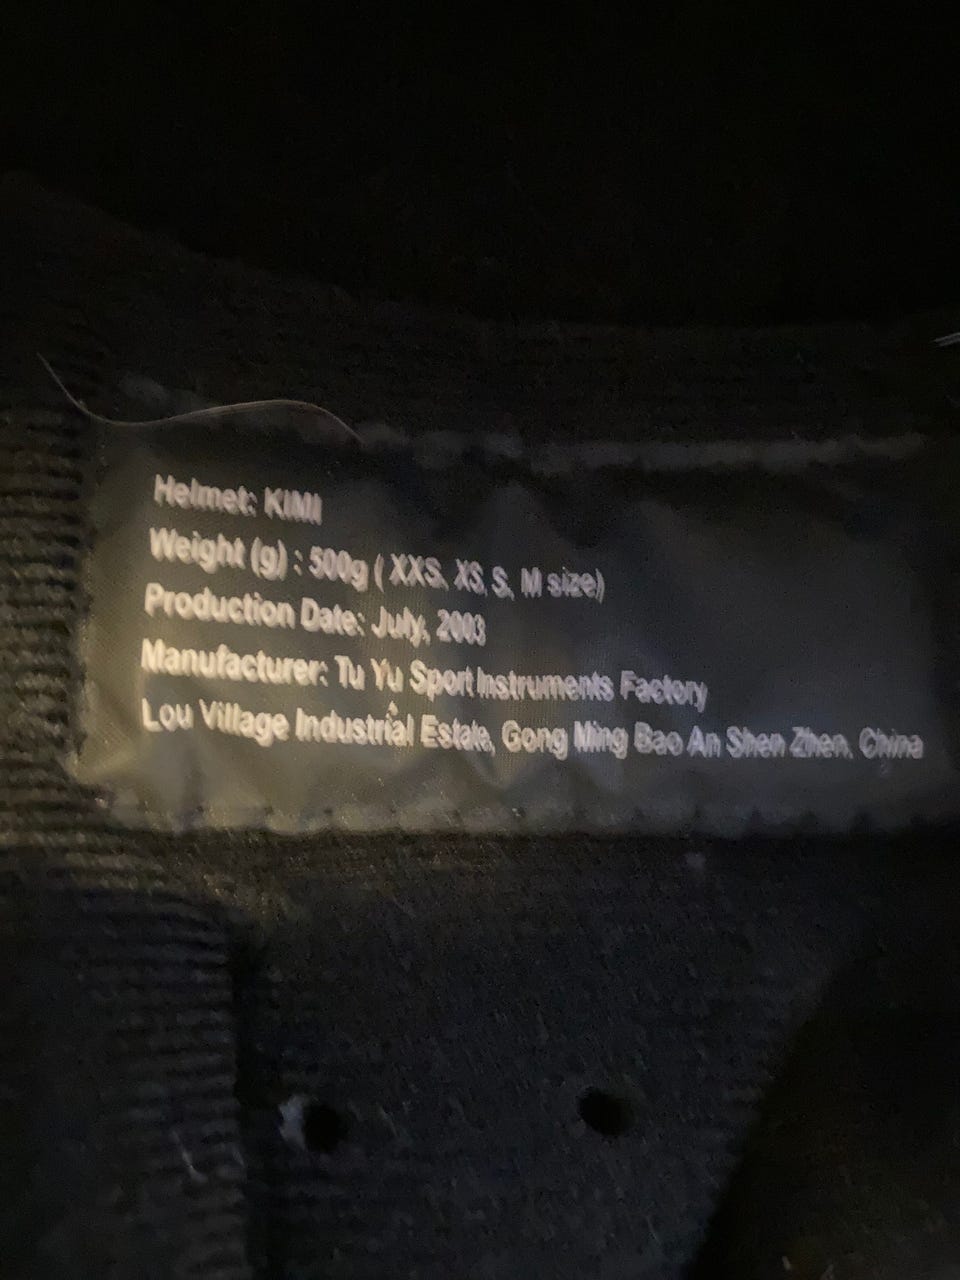 Helmet: KIMI
Weight (g) : 500g ( XXS, XS, S, M size)
Production Date: July, 2003
Manufacturer: Tu Yu Sport Instruments Factory
Lou Village Industrial Estate, Gong Ming Bao An Shen Zhen, China